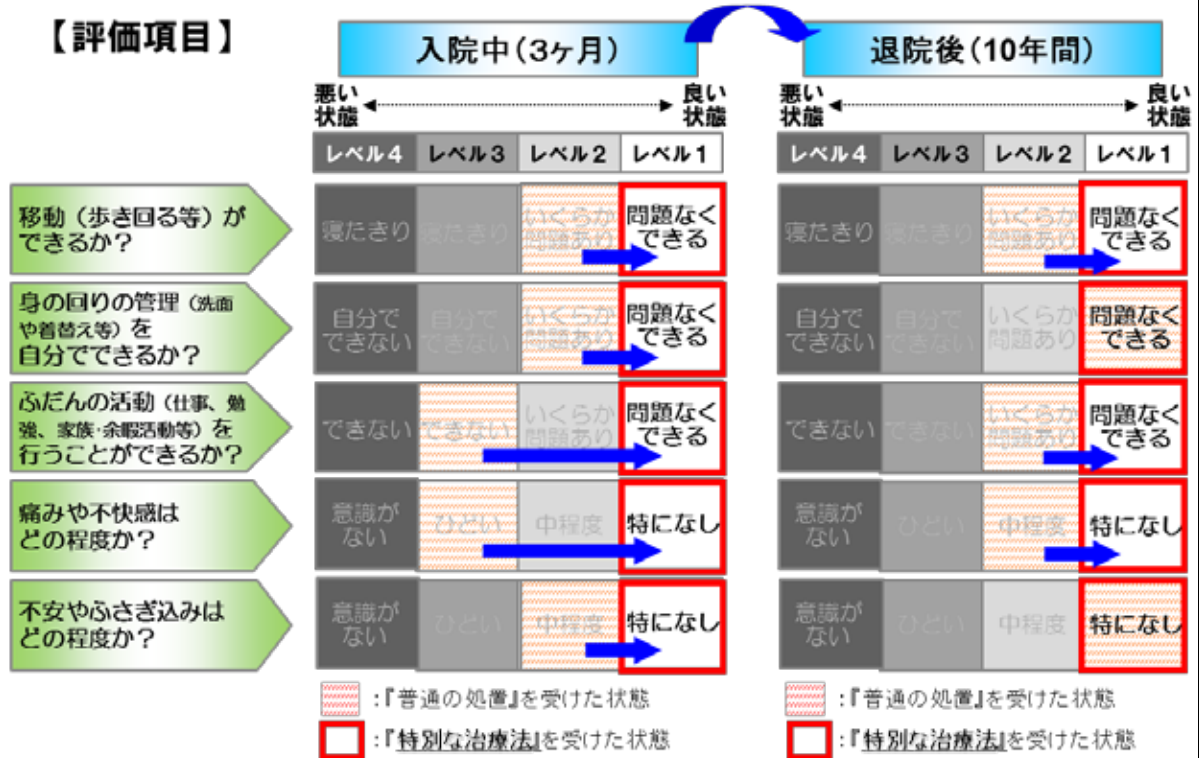 【評価項目】
入院中(3ヶ月)
退院後(10年間)
悪い
状態
良い
状態
悪い
状態
良い
状態
レベル4 レベル3 レベル2 レベル1
レベル4 レベル3 レベル2 レベル1
移動(歩き回る等)が
できるか?
寝たきり
寝たきり
いくらか
問題あり
問題なく
できる
寝たきり
寝たきり
いくらか
問題あり
問題なく
できる
身の回りの管理(洗面
や着替え等)を
自分でできるか?
自分で
できない
自分で
できない
いくらか
問題あり
問題なく
できる
自分で
できない
自分で
できない
いくらか
問題あり
問題なく
できる
ふだんの活動(仕事、勉
強、家族・余暇活動等)を
行うことができるか?
できない
できない
いくらか
問題あり
問題なく
できる
できない
できない
いくらか
問題あり
問題なく
できる
痛みや不快感は
どの程度か?
意識が
ない
ひどい
中程度
特になし
意識が
ない
ひどい
中程度
特になし
不安やふさぎ込みは
どの程度か?
意識が
ない
ひどい
中程度
特になし
意識が
ない
ひどい
中程度
特になし
:『普通の処置』を受けた状態
:『特別な治療法』を受けた状態
:『普通の処置』を受けた状態
:『特別な治療法』を受けた状態